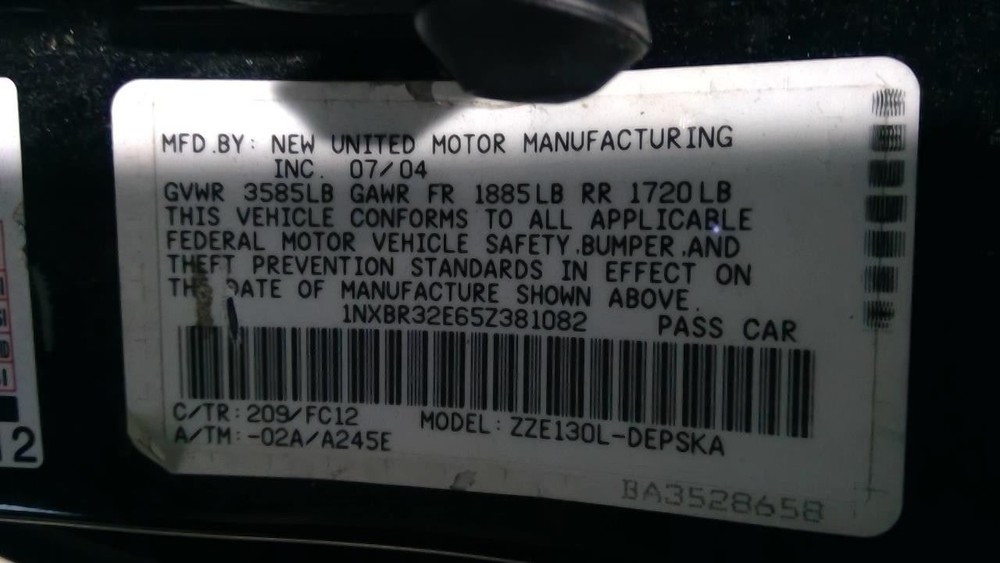 MFD.BY: NEW UNITED MOTOR MANUFACTURING
INC. 07/04
GVWR 3585LB GAWR FR 1885LB RR 1720LB
THIS VEHICLE CONFORMS TO ALL APPLICABLE
FEDERAL MOTOR VEHICLE SAFETY,BUMPER,AND
THEFT PREVENTION STANDARDS IN EFFECT ON
THE DATE OF MANUFACTURE SHOWN ABOVE.
1NXBR32E65Z381082 PASS CAR
C/TR: 209/FC12 MODEL: ZZE130L-DEPSKA
A/TM: -02A/A245E
BA3528658
12